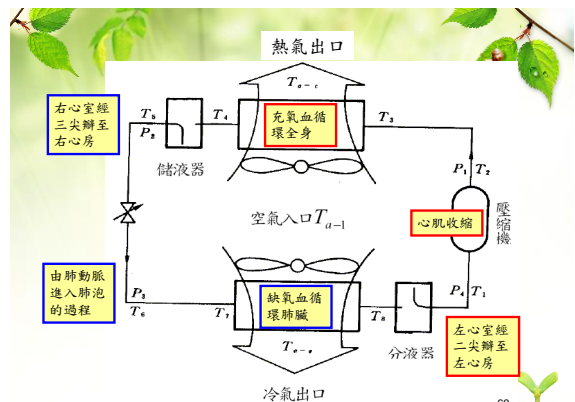 熱氣出口
T_{a-c}
右心室經
三尖瓣至
右心房
T5
P2
T4
充氧血循
環全身
T3
儲液器
P1 T2
空氣入口T_{a-1}
心肌收縮
壓縮機
由肺動脈
進入肺泡
的過程
P3
T6
T7
缺氧血循
環肺臟
T8
P4 T1
T_{a-e}
分液器
左心室經
二尖瓣至
左心房
冷氣出口